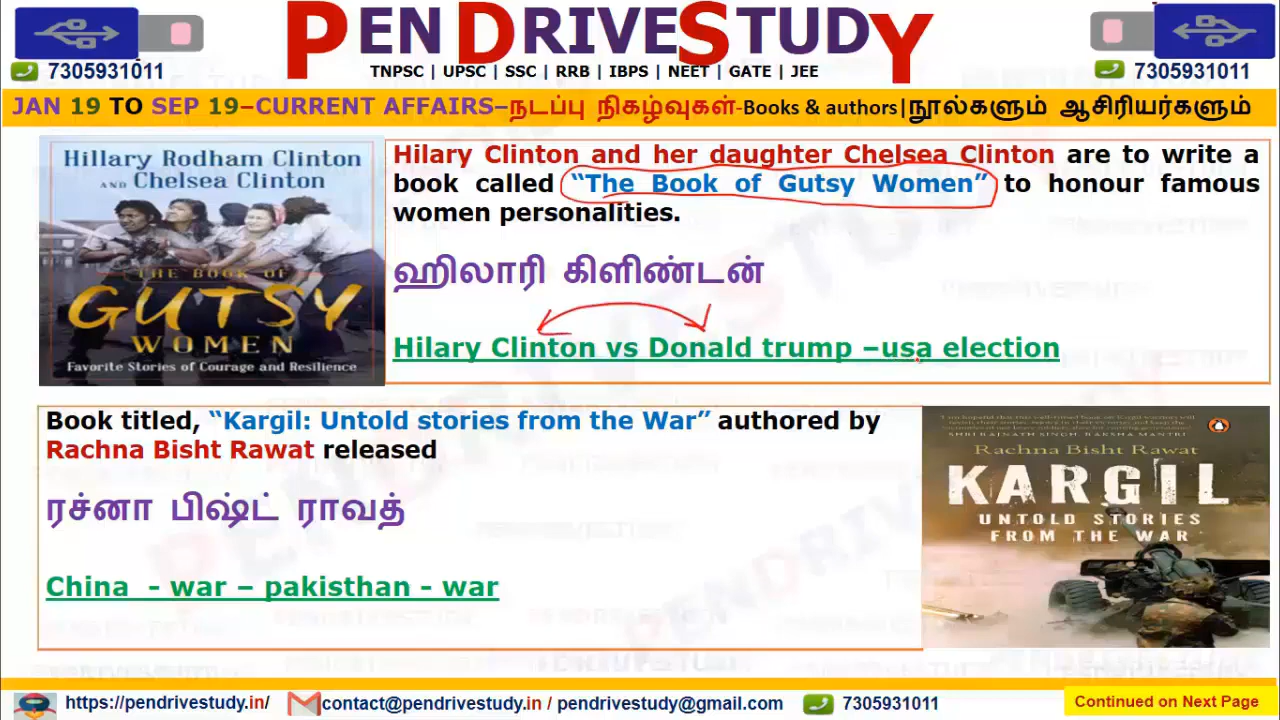 PENDRIVESTUDY
TNPSC | UPSC | SSC | RRB | IBPS | NEET | GATE | JEE
7305931011
7305931011
JAN 19 TO SEP 19–CURRENT AFFAIRS–நடப்பு நிகழ்வுகள்-Books & authors|நூல்களும் ஆசிரியர்களும்
Hillary Rodham Clinton
AND Chelsea Clinton
THE BOOK OF
GUTSY
WOMEN
Favorite Stories of Courage and Resilience
Hilary Clinton and her daughter Chelsea Clinton are to write a
book called “The Book of Gutsy Women” to honour famous
women personalities.
ஹிலாரி கிளிண்டன்
Hilary Clinton vs Donald trump –usa election
Book titled, “Kargil: Untold stories from the War” authored by
Rachna Bisht Rawat released
ரச்னா பிஷ்ட் ராவத்
China - war – pakisthan - war
SHRI RAJNATH SINGH, RAKSHA MANTRI
Rachna Bisht Rawat
KARGIL
UNTOLD STORIES
FROM THE WAR
https://pendrivestudy.in/
contact@pendrivestudy.in / pendrivestudy@gmail.com
7305931011
Continued on Next Page